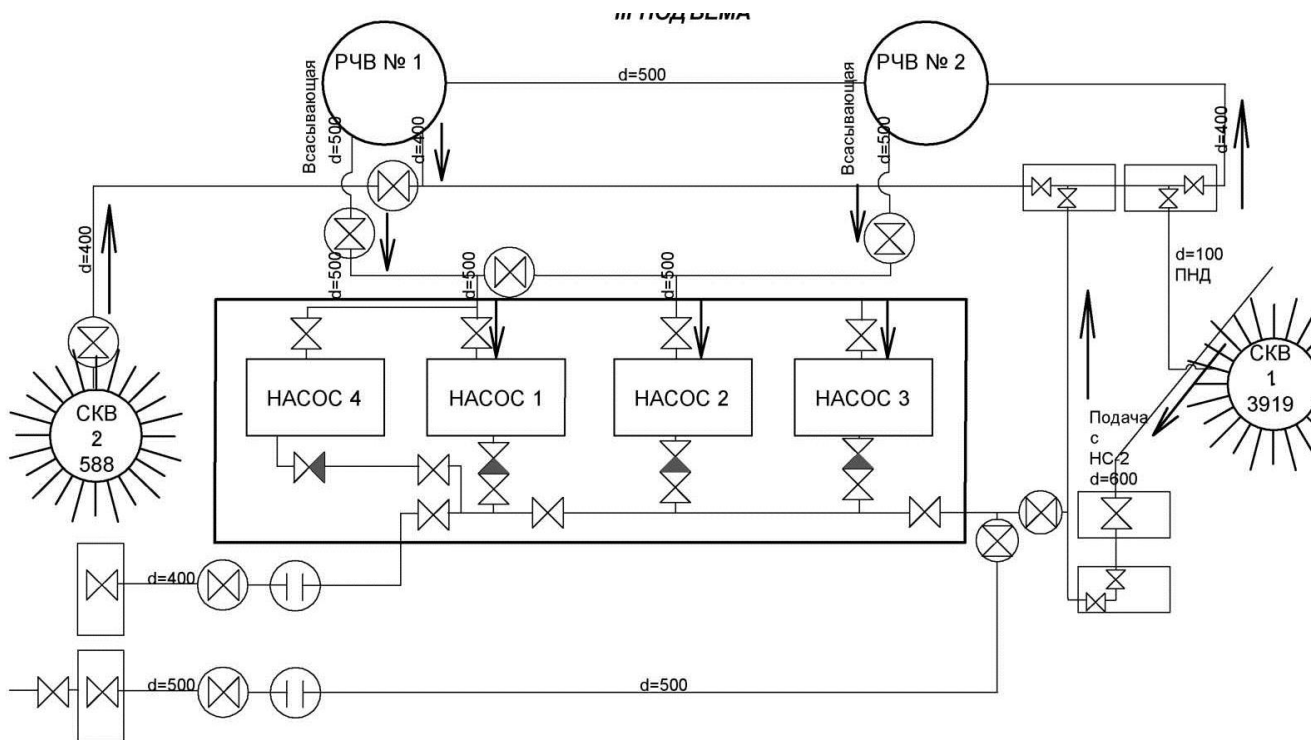 III ПОДЪЕМА
РЧВ № 1
d=500
РЧВ № 2
Всасывающая
d=500
d=400
Всасывающая
d=500
d=400
d=400
d=500
d=500
d=500
d=100
ПНД
НАСОС 4
НАСОС 1
НАСОС 2
НАСОС 3
СКВ
2
588
СКВ
1
3919
Подача
с
НС-2
d=600
d=400
d=500
d=500